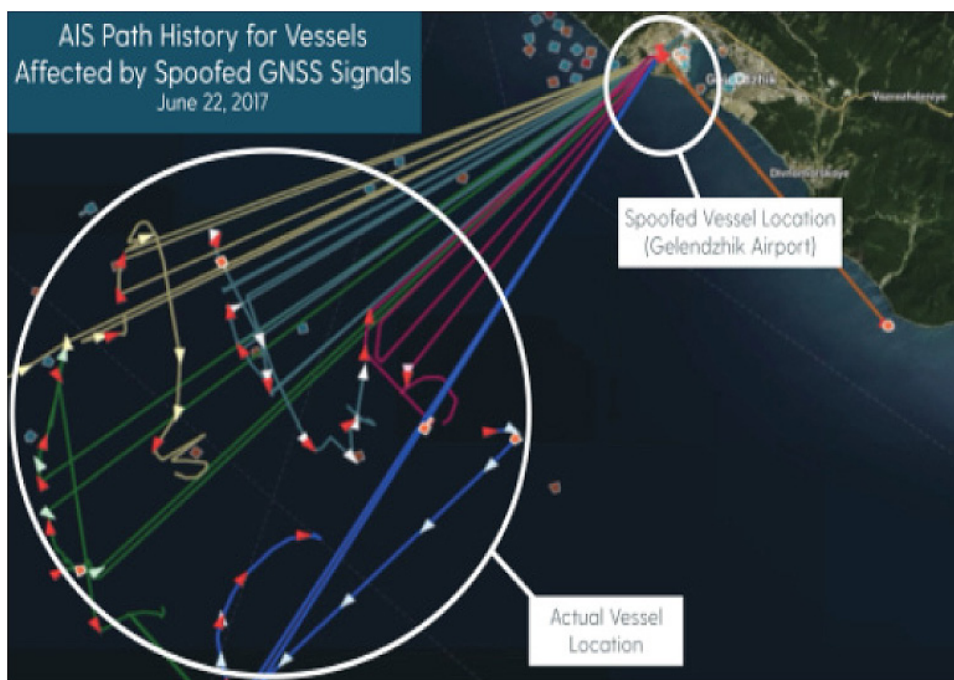 AIS Path History for Vessels
Affected by Spoofed GNSS Signals
June 22, 2017
Spoofed Vessel Location
(Gelendzhik Airport)
Actual Vessel
Location